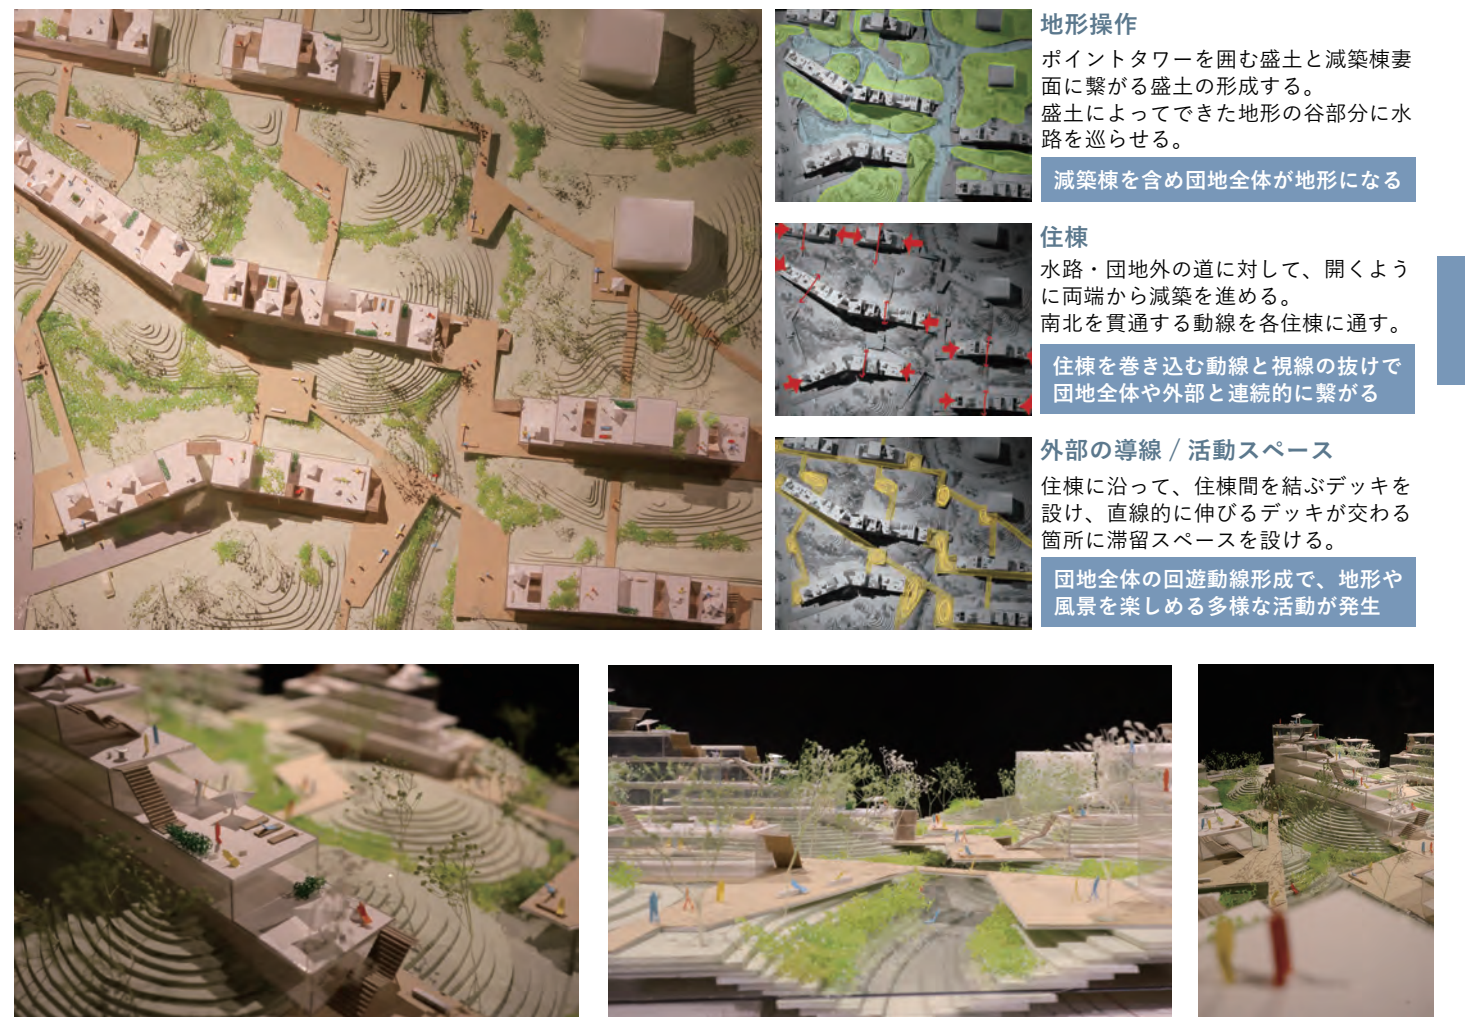 地形操作
ポイントタワーを囲む盛土と減築棟妻
面に繋がる盛土の形成する。
盛土によってできた地形の谷部分に水
路を巡らせる。
減築棟を含め団地全体が地形になる
住棟
水路・団地外の道に対して、開くよう
に両端から減築を進める。
南北を貫通する動線を各住棟に通す。
住棟を巻き込む動線と視線の抜けで
団地全体や外部と連続的に繋がる
外部の導線 / 活動スペース
住棟に沿って、住棟間を結ぶデッキを
設け、直線的に伸びるデッキが交わる
箇所に滞留スペースを設ける。
団地全体の回遊動線形成で、地形や
風景を楽しめる多様な活動が発生